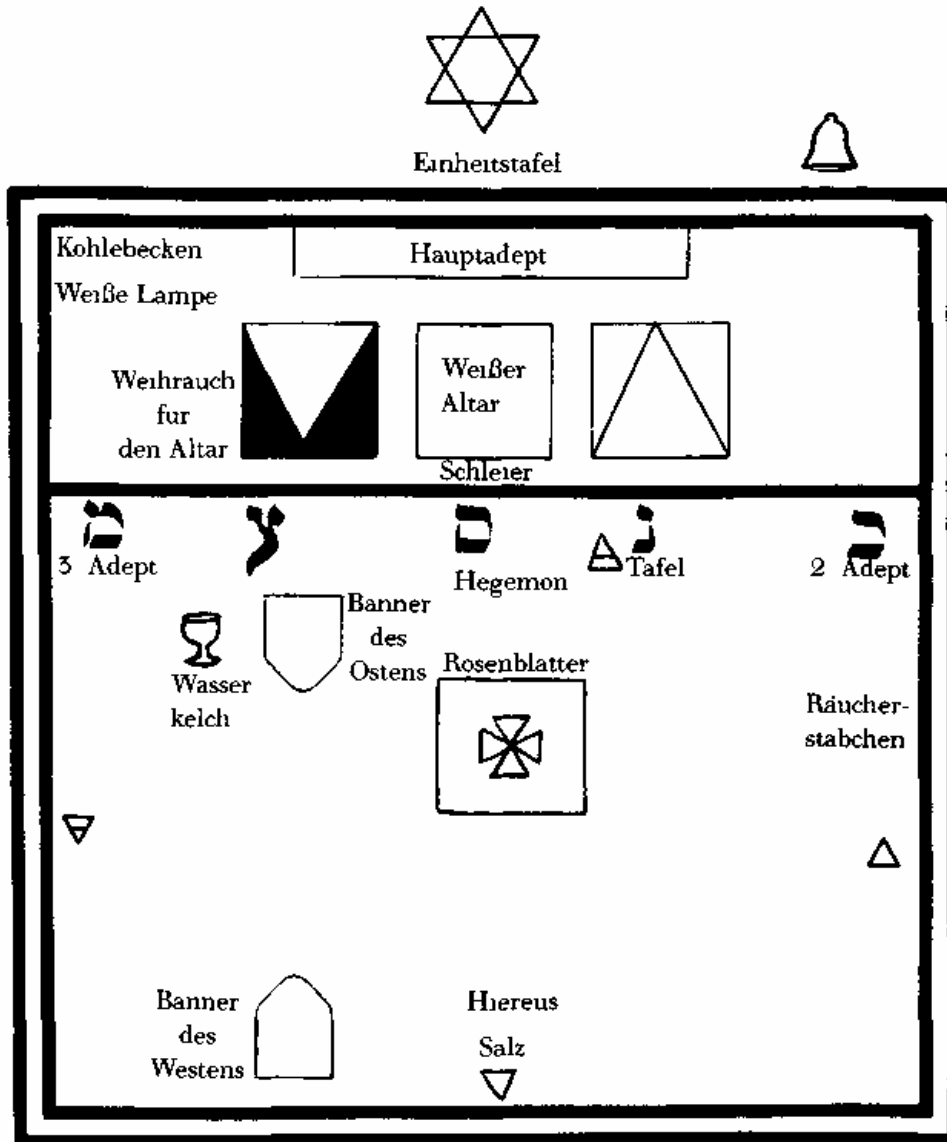 Einheitstafel
Kohlebecken
Hauptadept
Weiße Lampe
Weihrauch
fur
den Altar
Weißer
Altar
Schleier
מ ע ס נ כ
3 Adept
Hegemon
Tafel
2 Adept
Banner
des
Ostens
Wasser
kelch
Rosenblatter
Räucher-
stabchen
Banner
des
Westens
Hiereus
Salz